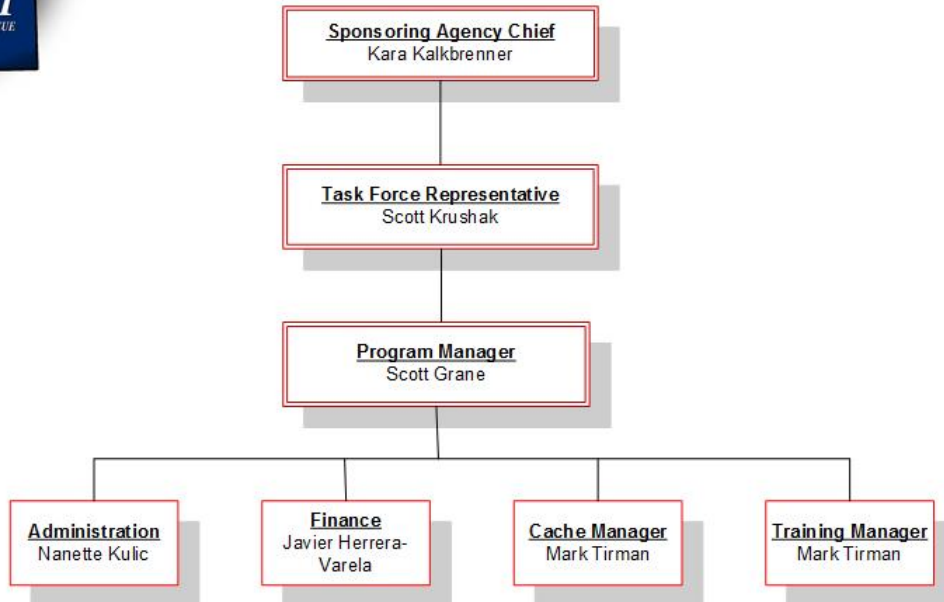 Sponsoring Agency Chief
Kara Kalkbrenner
Task Force Representative
Scott Krushak
Program Manager
Scott Grane
Administration
Nanette Kulic
Finance
Javier Herrera-
Varela
Cache Manager
Mark Tirman
Training Manager
Mark Tirman